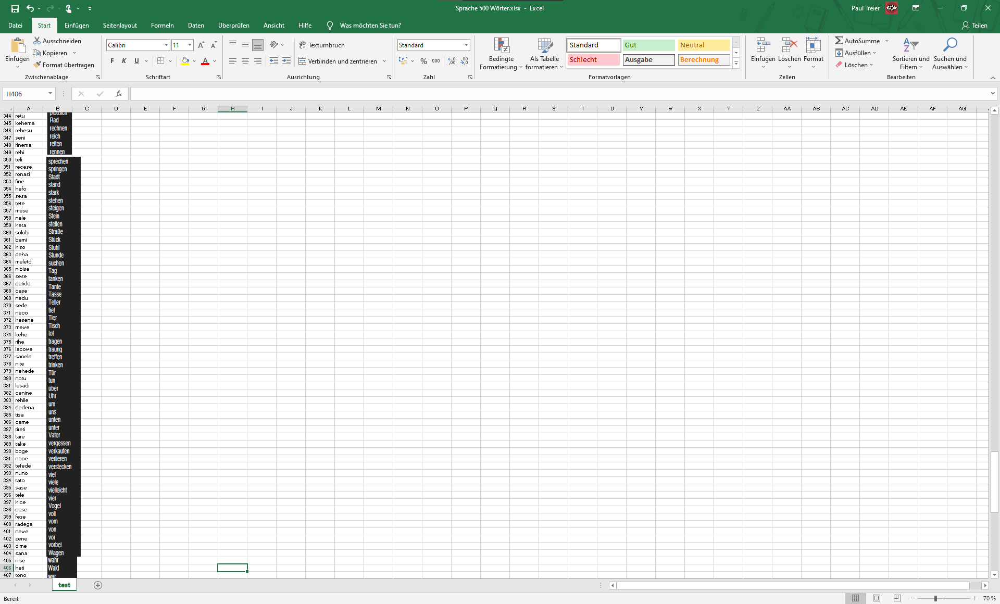 Sprache 500 Wörter.xlsx - Excel
Paul Treier
Datei Start Einfügen Seitenlayout Formeln Daten Überprüfen Ansicht Hilfe Was möchten Sie tun? Teilen
Einfügen
Ausschneiden
Kopieren
Format übertragen
Zwischenablage
Calibri 11 A A
F K U A
Schriftart
Textumbruch
Verbinden und zentrieren
Ausrichtung
Standard
% 000
Zahl
Bedingte Formatierung
Als Tabelle formatieren
Standard Gut Neutral
Schlecht Ausgabe Berechnung
Formatvorlagen
Einfügen Löschen Format
Zellen
AutoSumme
Ausfüllen
Löschen
Sortieren und Filtern
Suchen und Auswählen
Bearbeiten
H406 fx
A B C D E F G H I J K L M N O P Q R S T U V W X Y Z AA AB AC AD AE AF AG
344 retu
345 kehema
346 rehesu
347 seni
348 finema
349 rehi
350 teli
351 recese
352 ronasi
353 fine
354 hefo
355 sesa
356 tete
357 mese
358 nele
359 heta
360 solobi
361 bami
362 hiso
363 deha
364 meleto
365 nibise
366 sese
367 detide
368 case
369 nedu
370 sede
371 neco
372 hesene
373 mewe
374 kehe
375 rihe
376 lacowe
377 sacele
378 nite
379 nehede
380 notu
381 lesadi
382 cenine
383 rehile
384 dedena
385 tisa
386 came
387 tireti
388 tare
389 take
390 boge
391 nace
392 tefede
393 nuno
394 tato
395 sase
396 tele
397 hice
398 cese
399 fese
400 radega
401 newe
402 zene
403 dime
404 sana
405 nise
406 heti
407 tono
plötzlich
Rad
rechnen
reich
reiten
rennen
sprechen
springen
Stadt
stand
stark
stehen
steigen
Stein
stellen
Straße
Stück
Stuhl
Stunde
suchen
Tag
tanken
Tante
Tasse
Teller
tief
Tier
Tisch
tot
tragen
traurig
treffen
trinken
Tür
tun
über
Uhr
um
uns
unten
unter
Vater
vergessen
verkaufen
verlieren
verstecken
viel
viele
vielleicht
vier
Vogel
voll
vom
von
vor
vorbei
Wagen
wahr
Wald
war
test
Bereit
70 %